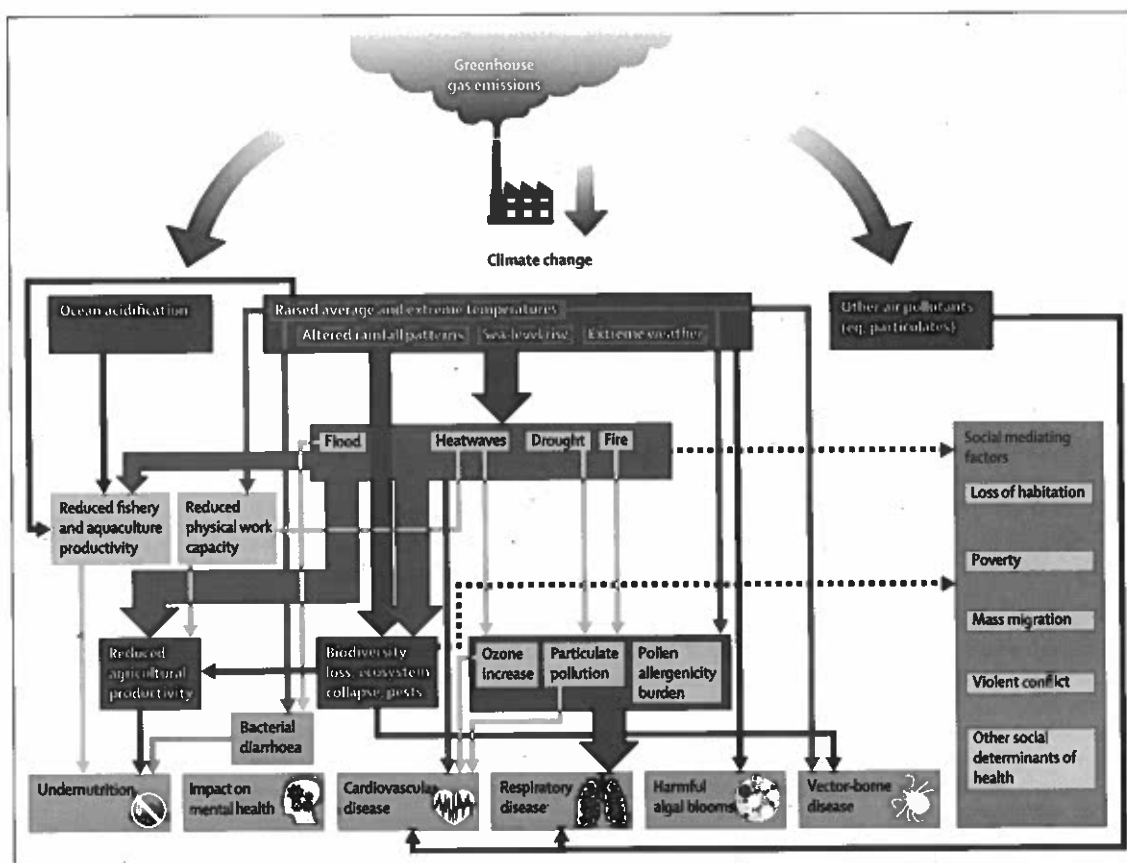 Greenhouse
gas emissions
Climate change
Ocean acidification
Raised average and extreme temperatures
Altered rainfall patterns
Sea-level rise
Extreme weather
Other air pollutants
(eg, particulates)
Flood
Heatwaves
Drought
Fire
Social mediating
factors
Loss of habitation
Poverty
Mass migration
Violent conflict
Other social
determinants of
health
Reduced fishery
and aquaculture
productivity
Reduced
physical work
capacity
Reduced
agricultural
productivity
Biodiversity
loss, ecosystem
collapse, pests
Ozone
increase
Particulate
pollution
Pollen
allergenicity
burden
Bacterial
diarrhoea
Undernutrition
Impact on
mental health
Cardiovascular
disease
Respiratory
disease
Harmful
algal blooms
Vector-borne
disease